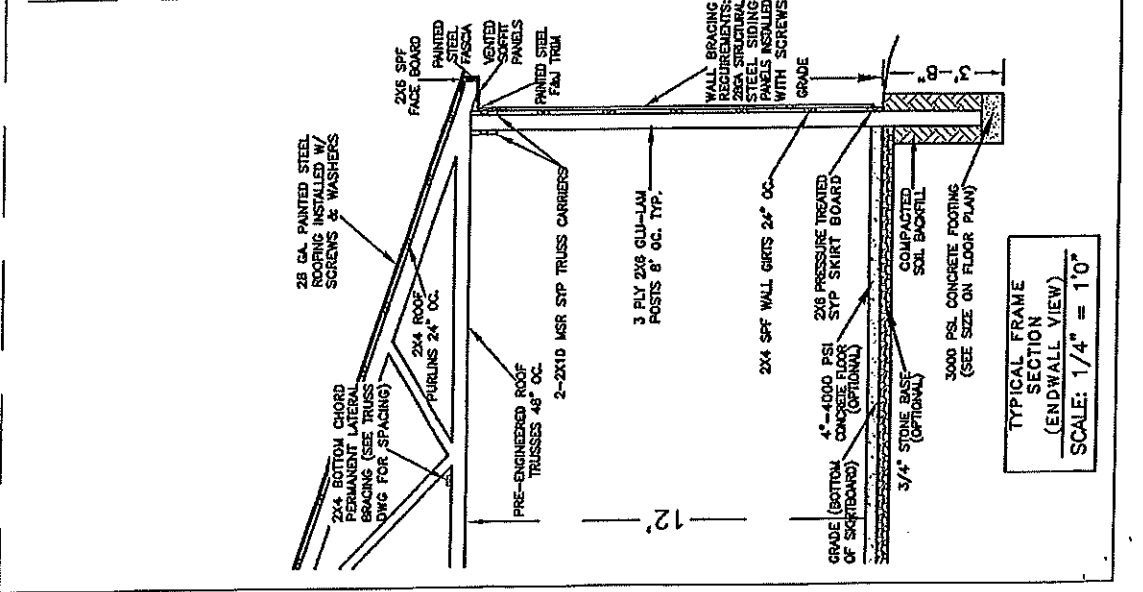 2X6 SPF
FACE BOARD
PAINTED
STEEL
FASCIA
VENTED
SOFFIT
PANELS
PAINTED STEEL
F&J TRIM
28 GA. PAINTED STEEL
ROOFING INSTALLED W/
SCREWS & WASHERS
2X4 ROOF
PURLINS 24" OC.
2X4 BOTTOM CHORD
PERMANENT LATERAL
BRACING (SEE TRUSS
DWG FOR SPACING)
PRE-ENGINEERED ROOF
TRUSSES 48" OC.
2-2X10 MSR SYP TRUSS CARRIERS
3 PLY 2X6 GLU-LAM
POSTS 8' OC. TYP.
WALL BRACING
REQUIREMENTS:
28GA STRUCTURAL
STEEL SIDING
PANELS INSTALLED
WITH SCREWS
GRADE
3'-8"
12'
2X4 SPF WALL GIRTS 24" OC.
2X6 PRESSURE TREATED
SYP SKIRT BOARD
4"-4000 PSI
CONCRETE FLOOR
(OPTIONAL)
GRADE (BOTTOM
OF SKIRTBOARD)
3/4" STONE BASE
(OPTIONAL)
COMPACTED
SOIL BACKFILL
3000 PSI. CONCRETE FOOTING
(SEE SIZE ON FLOOR PLAN)
TYPICAL FRAME
SECTION
(ENDWALL VIEW)
SCALE: 1/4" = 1'0"